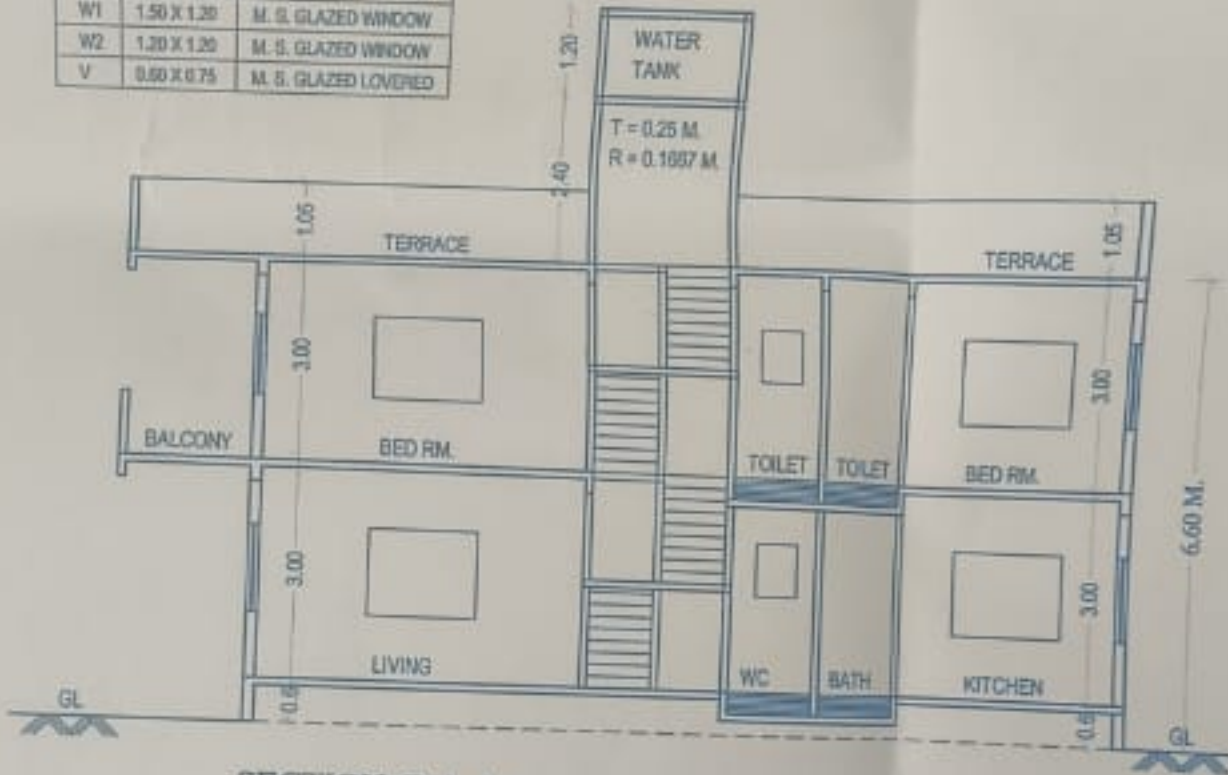 W1 1.50 X 1.20 M. S. GLAZED WINDOW
W2 1.20 X 1.20 M. S. GLAZED WINDOW
V 0.60 X 0.75 M. S. GLAZED LOVERED
1.20
WATER
TANK
T = 0.25 M.
R = 0.1667 M.
2.40
1.05
TERRACE
TERRACE
1.05
3.00
BALCONY
BED RM.
TOILET
TOILET
BED RM.
3.00
6.60 M.
3.00
LIVING
WC
BATH
KITCHEN
3.00
GL
0.6
0.6
GL